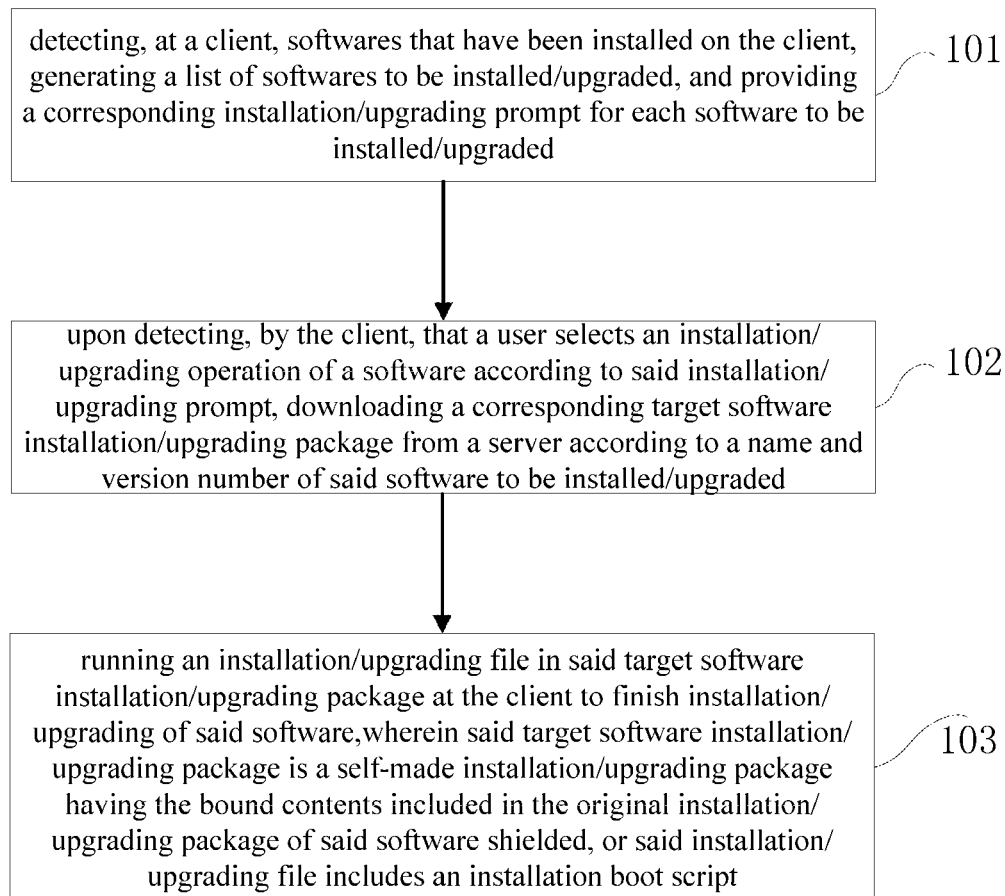 detecting, at a client, softwares that have been installed on the client,
generating a list of softwares to be installed/upgraded, and providing
a corresponding installation/upgrading prompt for each software to be
installed/upgraded
101
upon detecting, by the client, that a user selects an installation/
upgrading operation of a software according to said installation/
upgrading prompt, downloading a corresponding target software
installation/upgrading package from a server according to a name and
version number of said software to be installed/upgraded
102
running an installation/upgrading file in said target software
installation/upgrading package at the client to finish installation/
upgrading of said software,wherein said target software installation/
upgrading package is a self-made installation/upgrading package
having the bound contents included in the original installation/
upgrading package of said software shielded, or said installation/
upgrading file includes an installation boot script
103